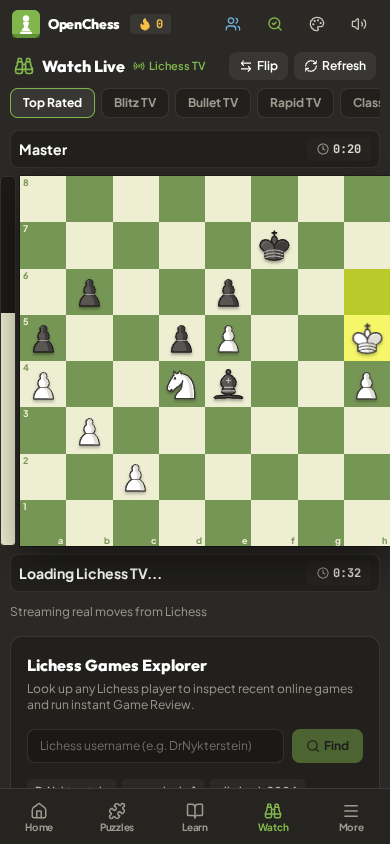 OpenChess 0
Watch Live Lichess TV Flip Refresh
Top Rated Blitz TV Bullet TV Rapid TV Class
Master 0:20
8
7
6
5
4
3
2
1
a b c d e f g h
Loading Lichess TV... 0:32
Streaming real moves from Lichess
Lichess Games Explorer
Look up any Lichess player to inspect recent online games
and run instant Game Review.
Lichess username (e.g. DrNykterstein) Find
Home Puzzles Learn Watch More